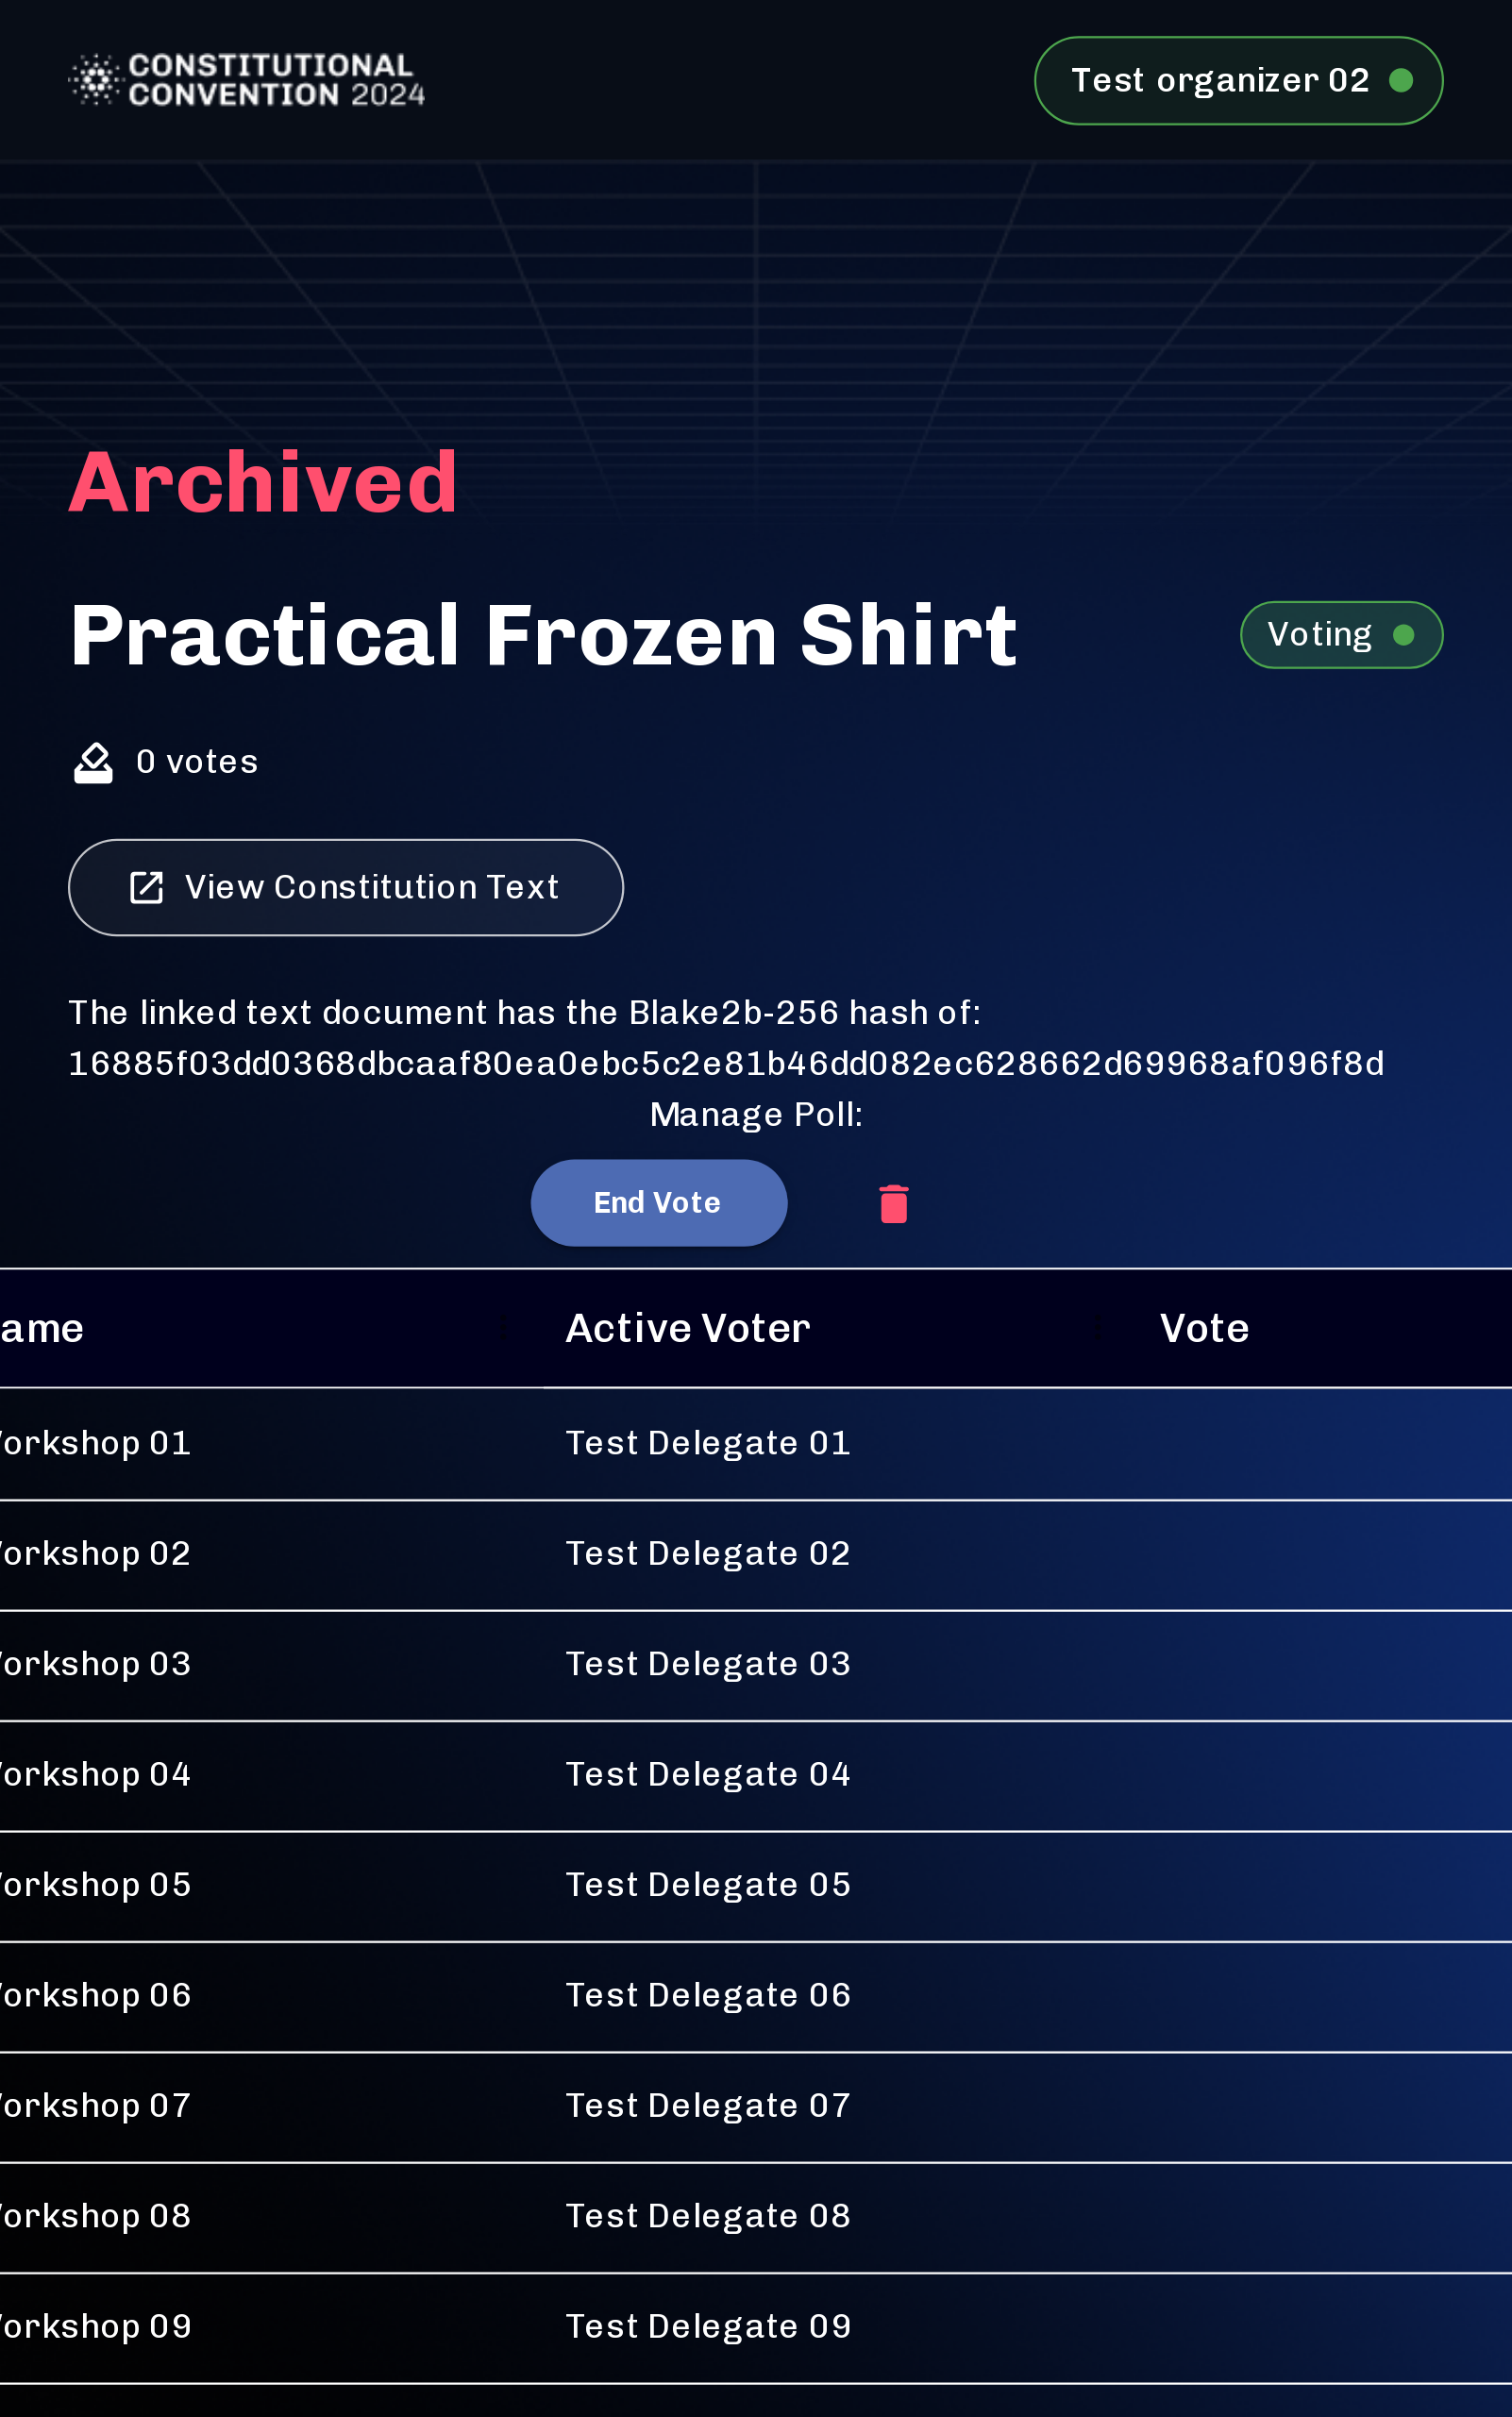 CONSTITUTIONAL
CONVENTION 2024
Test organizer 02
Archived
Practical Frozen Shirt
Voting
0 votes
View Constitution Text
The linked text document has the Blake2b-256 hash of:
16885f03dd0368dbcaaf80ea0ebc5c2e81b46dd082ec628662d69968af096f8d
Manage Poll:
End Vote
ame Active Voter Vote
orkshop 01 Test Delegate 01
orkshop 02 Test Delegate 02
orkshop 03 Test Delegate 03
orkshop 04 Test Delegate 04
orkshop 05 Test Delegate 05
orkshop 06 Test Delegate 06
orkshop 07 Test Delegate 07
orkshop 08 Test Delegate 08
orkshop 09 Test Delegate 09